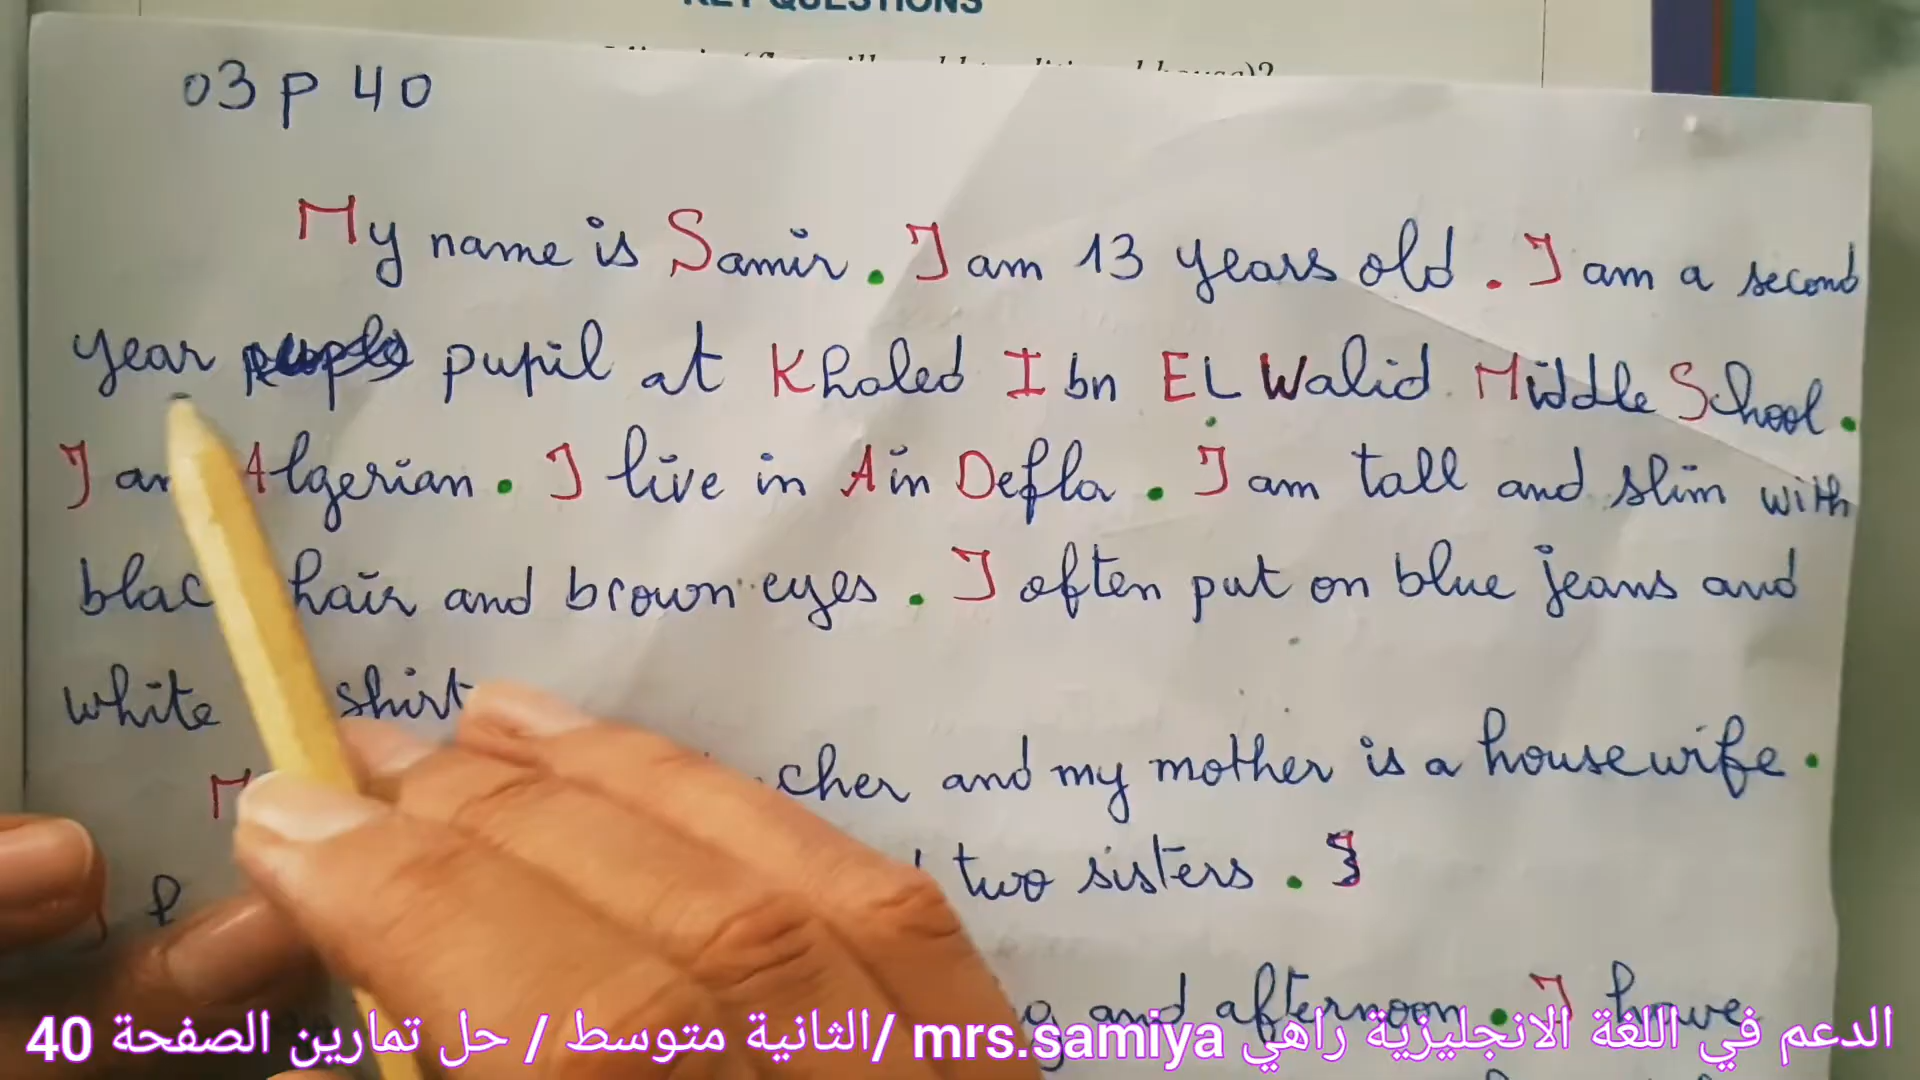 KEY QUESTIONS
03 P 40
My name is Samir. I am 13 years old. I am a second
year pupil at Khaled Ibn EL Walid Middle School.
I am Algerian. I live in Ain Defla. I am tall and slim with
black hair and brown eyes. I often put on blue jeans and
white shirt
and my mother is a housewife.
two sisters. I
and afternoon. I have
الدعم في اللغة الانجليزية راهي mrs.samiya /الثانية متوسط / حل تمارين الصفحة 40